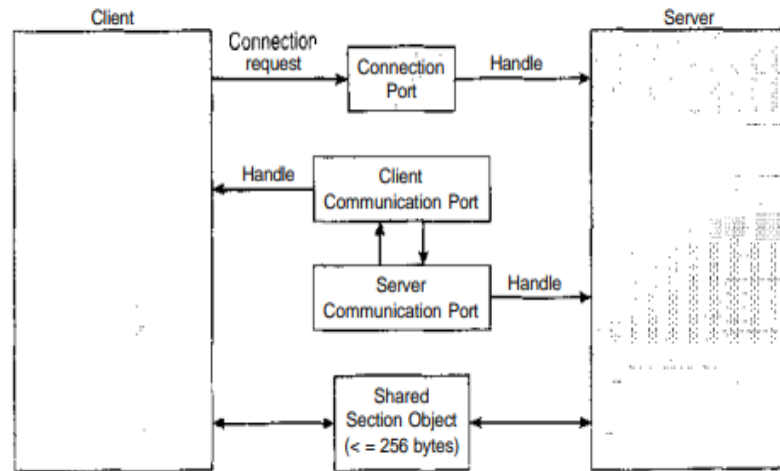 Client
Server
Connection
request
Connection
Port
Handle
Handle
Client
Communication Port
Server
Communication Port
Handle
Shared
Section Object
(< = 256 bytes)